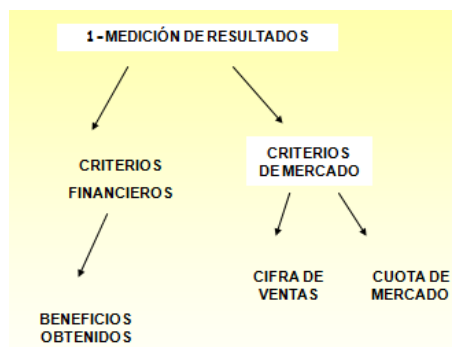 1-MEDICIÓN DE RESULTADOS
CRITERIOS
FINANCIEROS
CRITERIOS
DE MERCADO
CIFRA DE
VENTAS
CUOTA DE
MERCADO
BENEFICIOS
OBTENIDOS